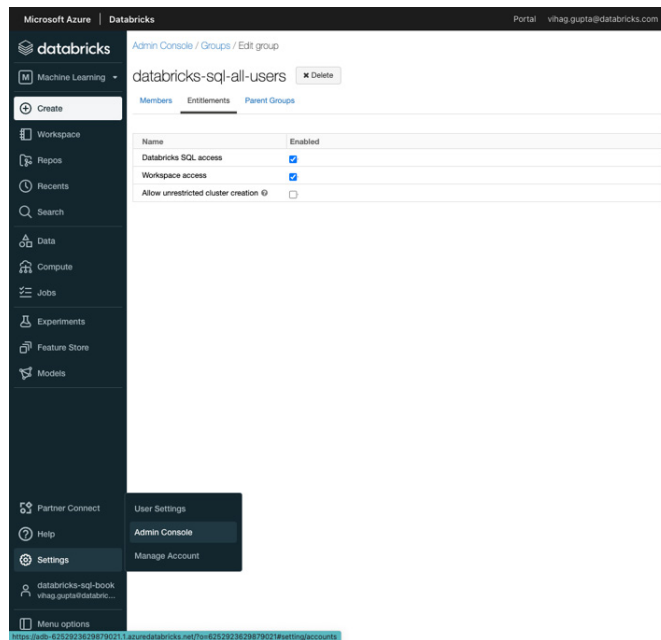 Microsoft Azure | Databricks
Portal vihag.gupta@databricks.com
databricks
M Machine Learning
Create
Workspace
Repos
Recents
Search
Data
Compute
Jobs
Experiments
Feature Store
Models
Partner Connect
Help
Settings
databricks-sql-book
vihag.gupta@databric...
Menu options
Admin Console / Groups / Edit group
databricks-sql-all-users × Delete
Members Entitlements Parent Groups
Name Enabled
Databricks SQL access
Workspace access
Allow unrestricted cluster creation
User Settings
Admin Console
Manage Account
https://adb-6252923629879021.1.azuredatabricks.net/?o=6252923629879021#setting/accounts